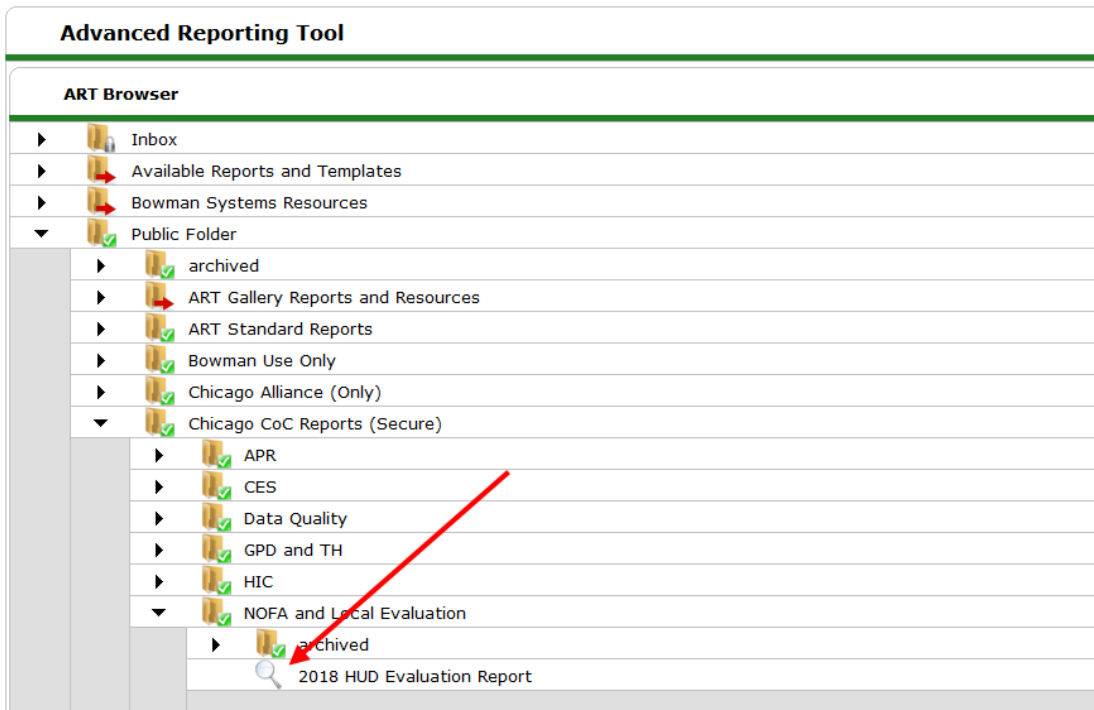 Advanced Reporting Tool
ART Browser
Inbox
Available Reports and Templates
Bowman Systems Resources
Public Folder
archived
ART Gallery Reports and Resources
ART Standard Reports
Bowman Use Only
Chicago Alliance (Only)
Chicago CoC Reports (Secure)
APR
CES
Data Quality
GPD and TH
HIC
NOFA and Local Evaluation
archived
2018 HUD Evaluation Report